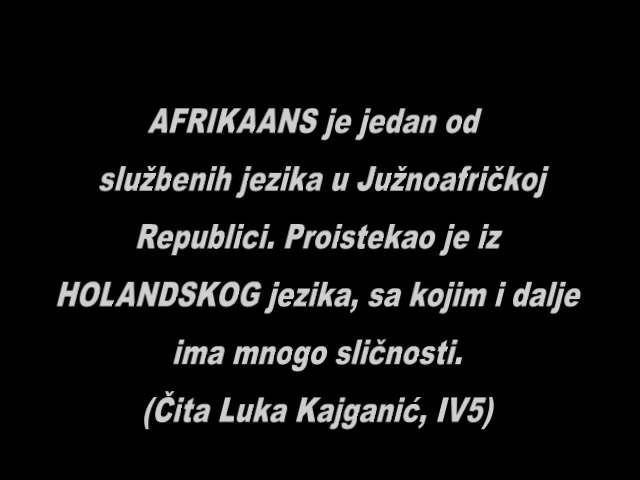 AFRIKAANS je jedan od
službenih jezika u Južnoafričkoj
Republici. Proistekao je iz
HOLANDSKOG jezika, sa kojim i dalje
ima mnogo sličnosti.
(Čita Luka Kajganić, IV5)